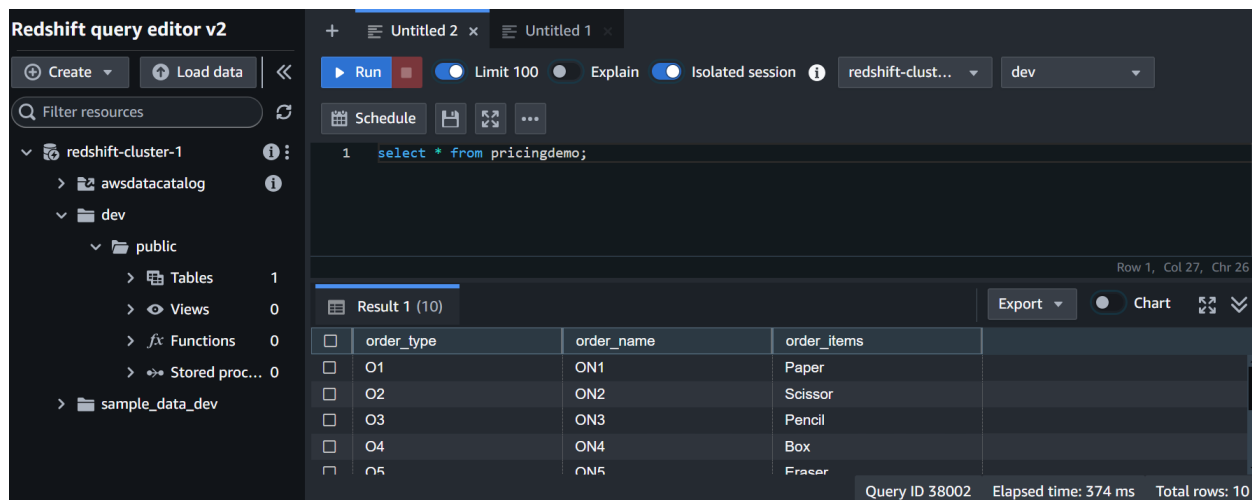 Redshift query editor v2
+ Untitled 2 × Untitled 1 ×
Create Load data
Run Limit 100 Explain Isolated session redshift-clust... dev
Filter resources
Schedule
redshift-cluster-1
awsdatacatalog
dev
public
Tables 1
Views 0
fx Functions 0
Stored proc... 0
sample_data_dev
1 select * from pricingdemo;
Row 1, Col 27, Chr 26
Result 1 (10) Export Chart
order_type order_name order_items
O1 ON1 Paper
O2 ON2 Scissor
O3 ON3 Pencil
O4 ON4 Box
O5 ON5 Eraser
Query ID 38002 Elapsed time: 374 ms Total rows: 10